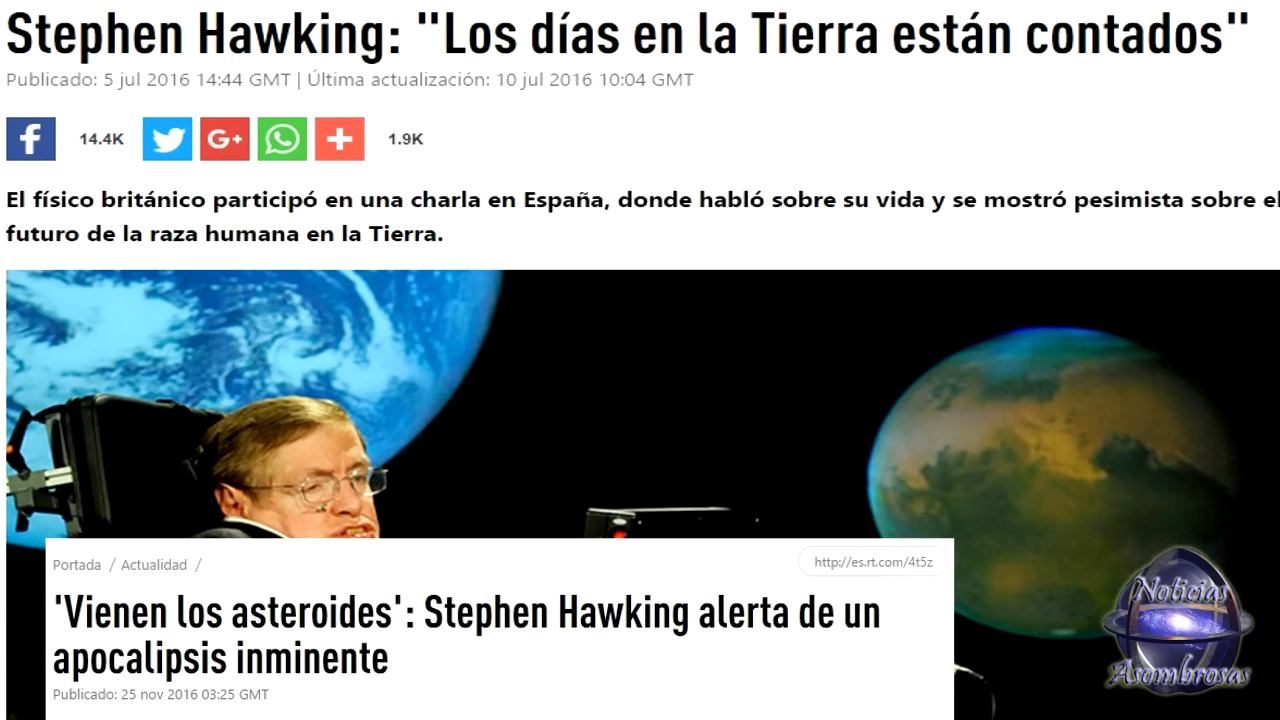 Stephen Hawking: "Los días en la Tierra están contados"
Publicado: 5 jul 2016 14:44 GMT | Última actualización: 10 jul 2016 10:04 GMT
14.4K G+ 1.9K
El físico británico participó en una charla en España, donde habló sobre su vida y se mostró pesimista sobre el
futuro de la raza humana en la Tierra.
Portada / Actualidad /
http://es.rt.com/4t5z
'Vienen los asteroides': Stephen Hawking alerta de un
apocalipsis inminente
Publicado: 25 nov 2016 03:25 GMT
Noticias
Asombrosas